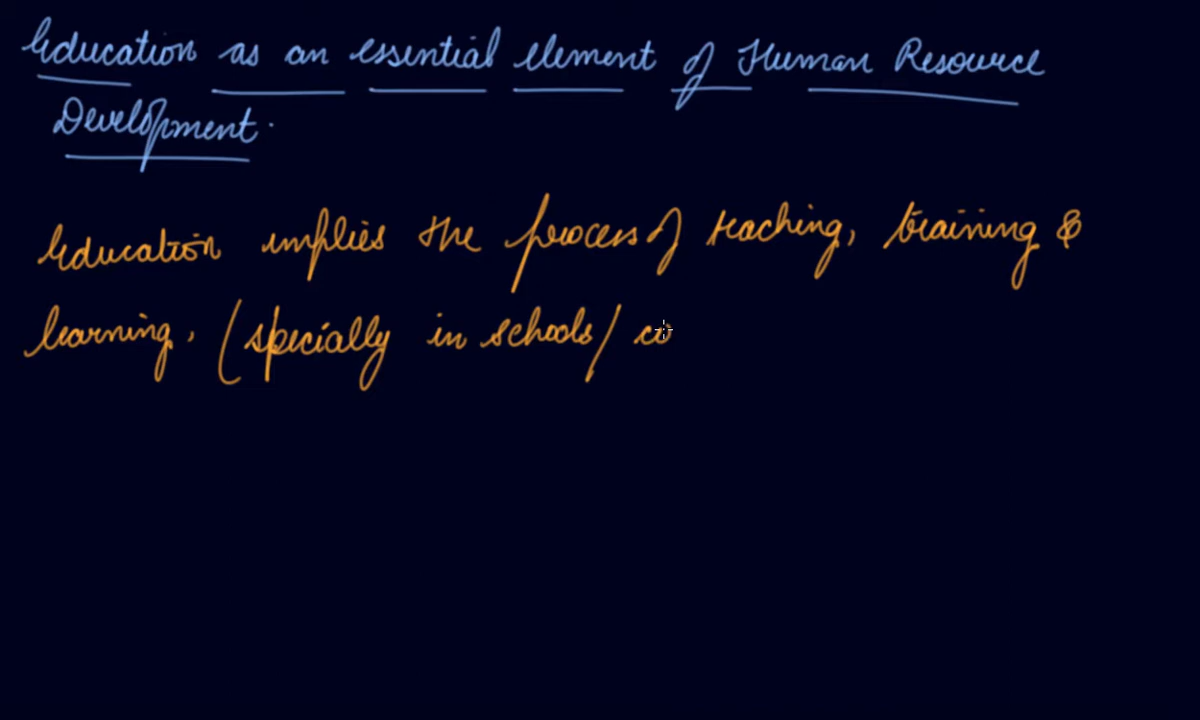 Education as an essential element of Human Resource
Development.
Education implies the process of teaching, training &
learning, (specially in schools/ co